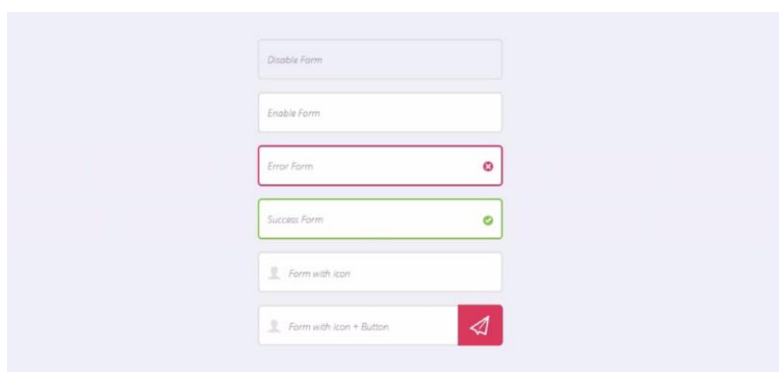 Disable Form
Enable Form
Error Form
Success Form
Form with icon
Form with icon + Button